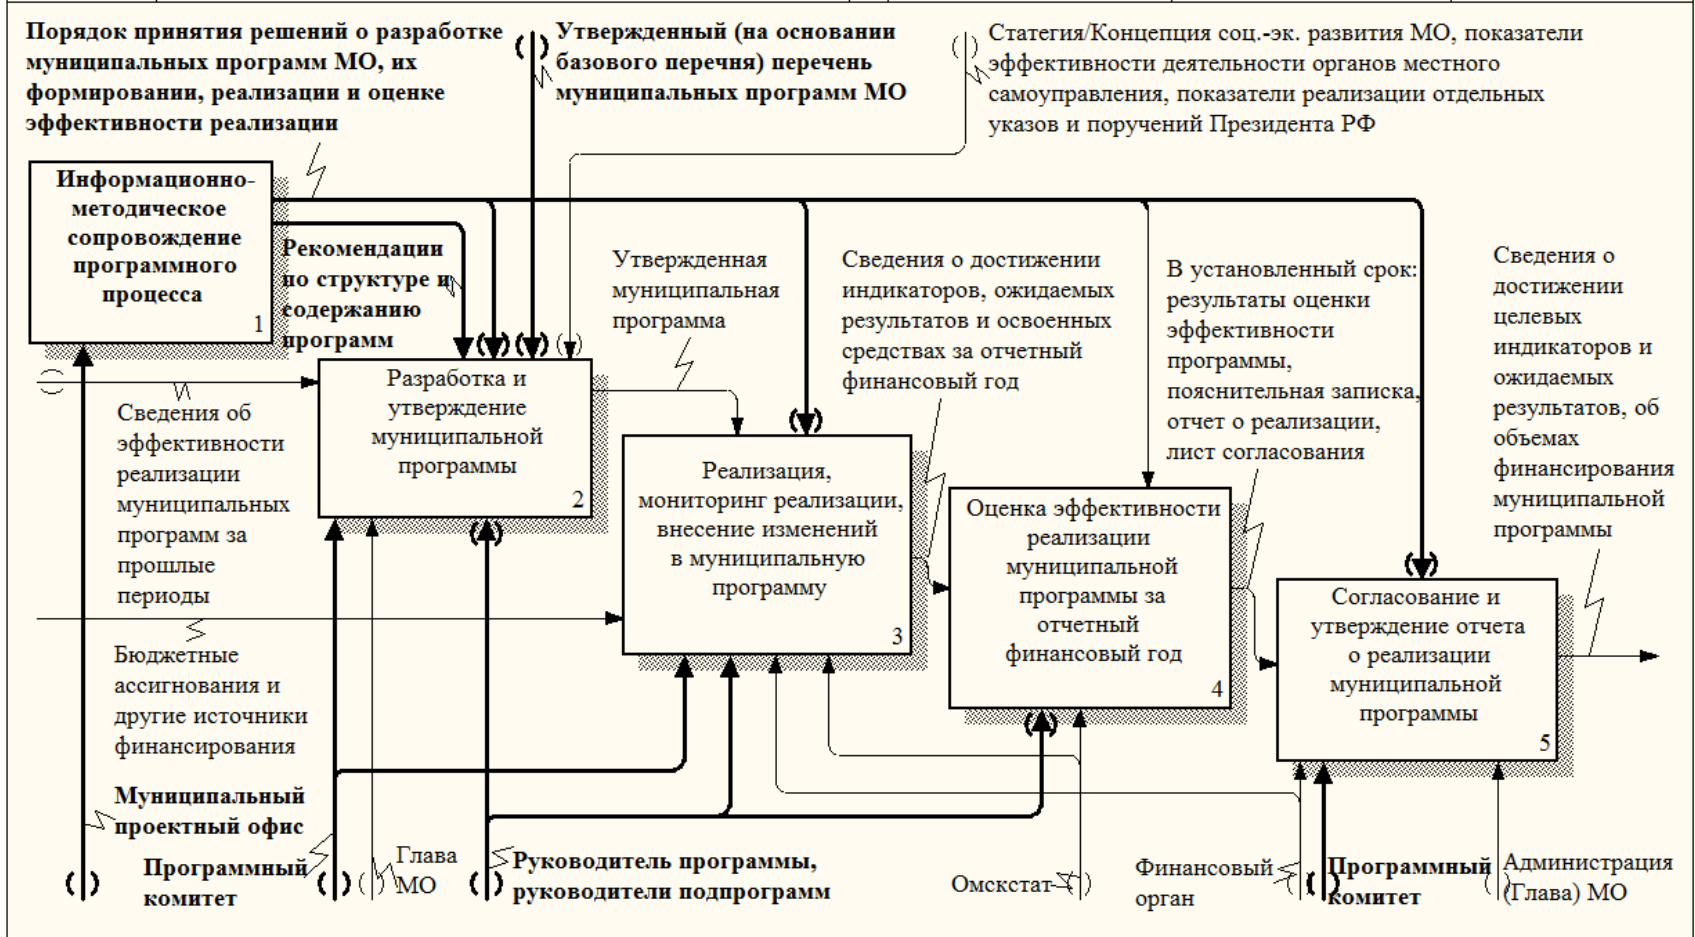 Порядок принятия решений о разработке
муниципальных программ МО, их
формировании, реализации и оценке
эффективности реализации
Утвержденный (на основании
базового перечня) перечень
муниципальных программ МО
Статегия/Концепция соц.-эк. развития МО, показатели
эффективности деятельности органов местного
самоуправления, показатели реализации отдельных
указов и поручений Президента РФ
Информационно-
методическое
сопровождение
программного
процесса
1
Рекомендации
по структуре и
содержанию
программ
Разработка и
утверждение
муниципальной
программы
2
Утвержденная
муниципальная
программа
Сведения о достижении
индикаторов, ожидаемых
результатов и освоенных
средствах за отчетный
финансовый год
В установленный срок:
результаты оценки
эффективности
программы,
пояснительная записка,
отчет о реализации,
лист согласования
Сведения о
достижении
целевых
индикаторов и
ожидаемых
результатов, об
объемах
финансирования
муниципальной
программы
Сведения об
эффективности
реализации
муниципальных
программ за
прошлые
периоды
Реализация,
мониторинг реализации,
внесение изменений
в муниципальную
программу
3
Оценка эффективности
реализации
муниципальной
программы за
отчетный
финансовый год
4
Согласование и
утверждение отчета
о реализации
муниципальной
программы
5
Бюджетные
ассигнования и
другие источники
финансирования
Муниципальный
проектный офис
Программный
комитет
Глава
МО
Руководитель программы,
руководители подпрограмм
Омскстат
Финансовый
орган
Программный
комитет
Администрация
(Глава) МО